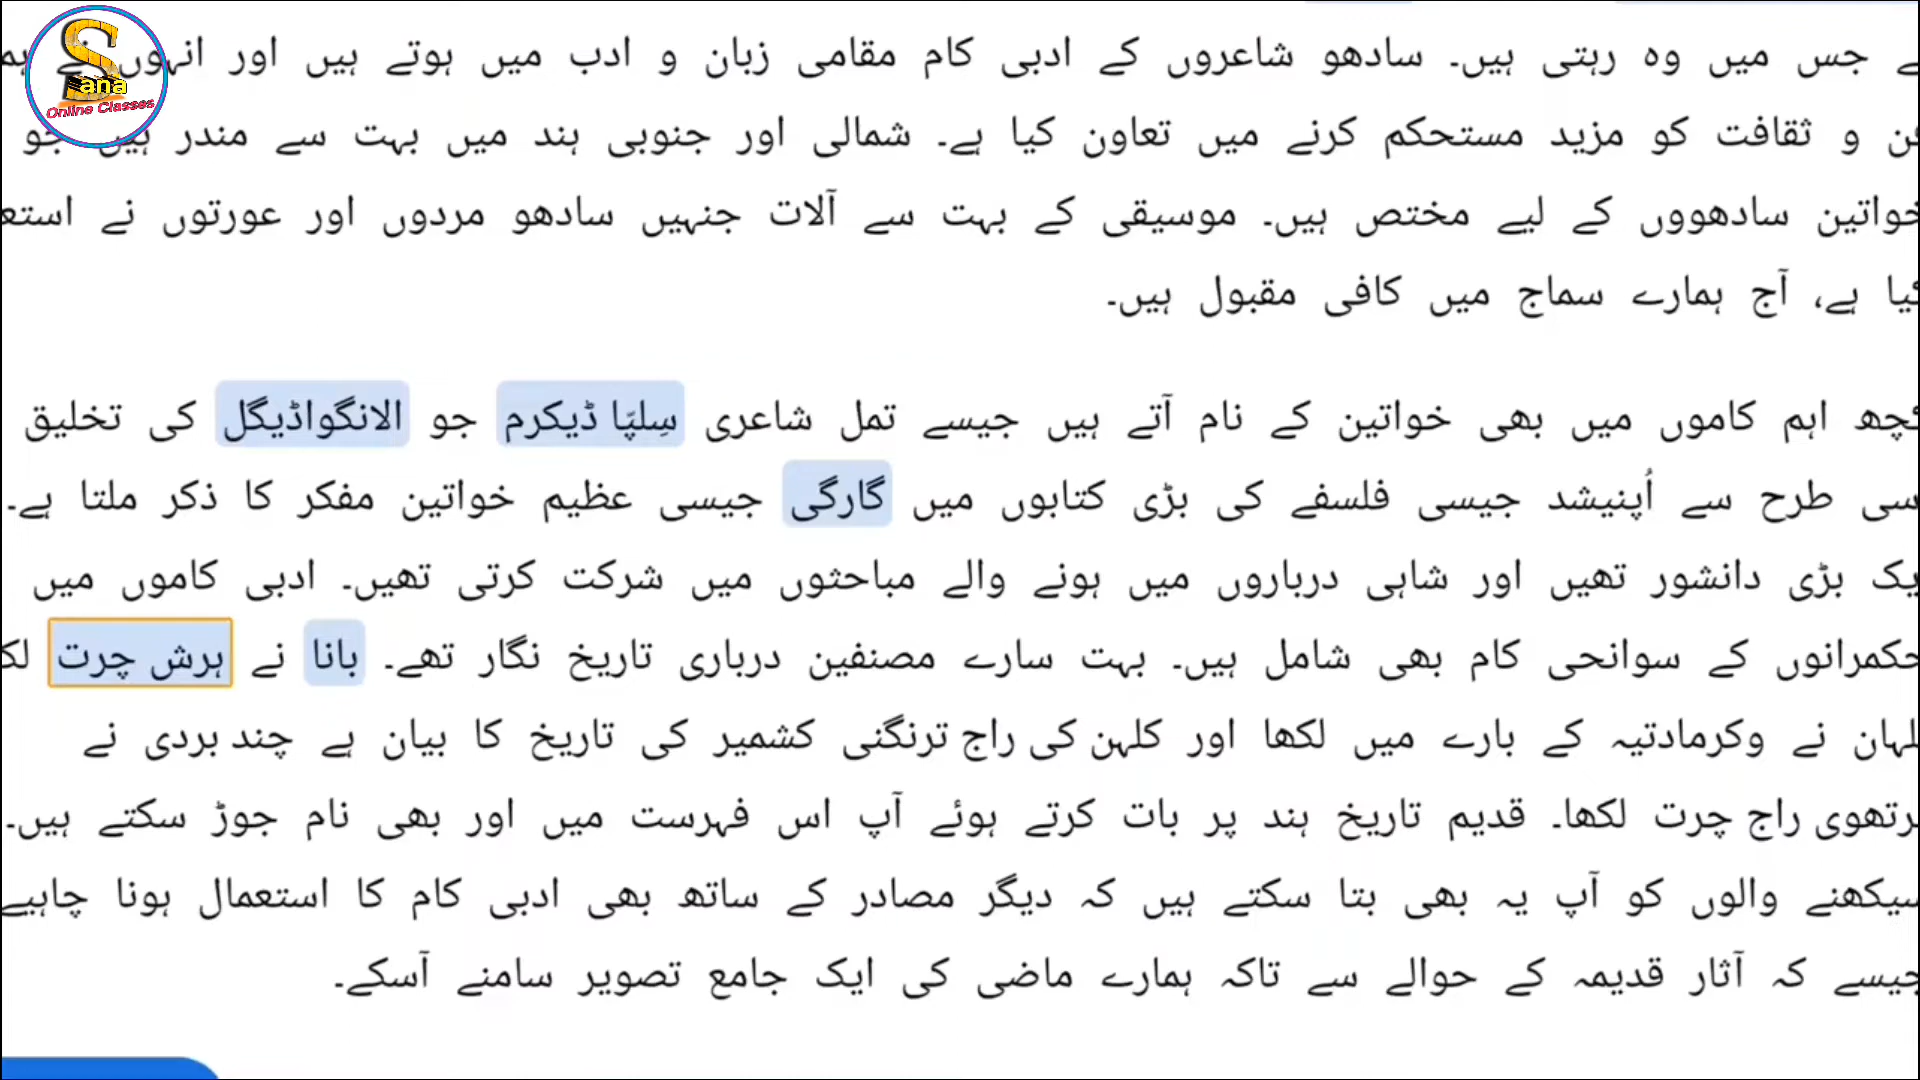 جس میں وہ رہتی ہیں۔ سادھو شاعروں کے ادبی کام مقامی زبان و ادب میں ہوتے ہیں اور انہوں نے
و ثقافت کو مزید مستحکم کرنے میں تعاون کیا ہے۔ شمالی اور جنوبی ہند میں بہت سے مندر ہیں جو
خواتین سادھووں کے لیے مختص ہیں۔ موسیقی کے بہت سے آلات جنہیں سادھو مردوں اور عورتوں نے
ہے، آج ہمارے سماج میں کافی مقبول ہیں۔
کچھ اہم کاموں میں بھی خواتین کے نام آتے ہیں جیسے تمل شاعری سِلپّا ڈیکرم جو الانگواڈیگل کی تخلیق
طرح سے اُپنیشد جیسی فلسفے کی بڑی کتابوں میں گارگی جیسی عظیم خواتین مفکر کا ذکر ملتا ہے۔
بڑی دانشور تھیں اور شاہی درباروں میں ہونے والے مباحثوں میں شرکت کرتی تھیں۔ ادبی کاموں میں
حکمرانوں کے سوانحی کام بھی شامل ہیں۔ بہت سارے مصنفین درباری تاریخ نگار تھے۔ بانا نے ہرش چرت
نے وکرمادتیہ کے بارے میں لکھا اور کلہن کی راج ترنگنی کشمیر کی تاریخ کا بیان ہے چند بردی نے
راج چرت لکھا۔ قدیم تاریخ ہند پر بات کرتے ہوئے آپ اس فہرست میں اور بھی نام جوڑ سکتے ہیں۔
سیکھنے والوں کو آپ یہ بھی بتا سکتے ہیں کہ دیگر مصادر کے ساتھ بھی ادبی کام کا استعمال ہونا چاہیے
جیسے کہ آثار قدیمہ کے حوالے سے تاکہ ہمارے ماضی کی ایک جامع تصویر سامنے آسکے۔
Sana
Online Classes